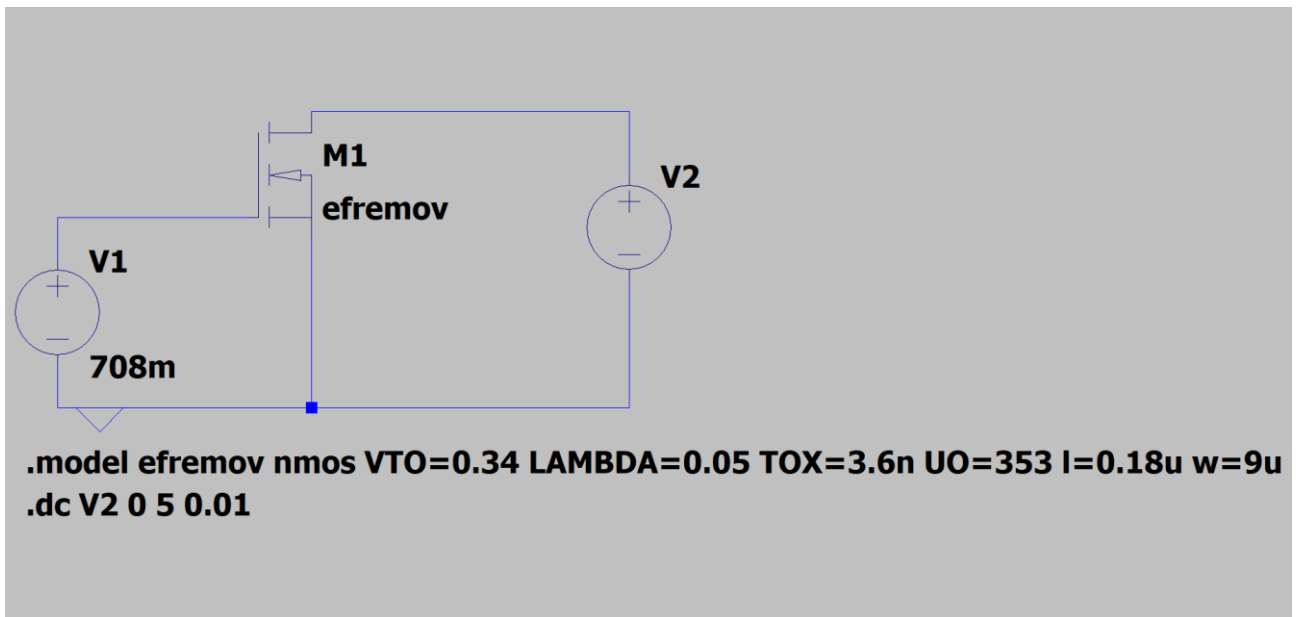 M1
V2
efremov
V1
708m
.model efremov nmos VTO=0.34 LAMBDA=0.05 TOX=3.6n UO=353 l=0.18u w=9u
.dc V2 0 5 0.01